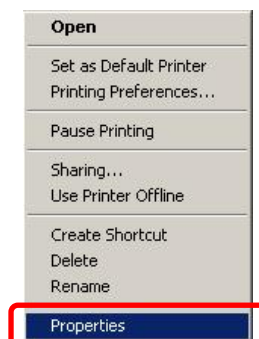 Open
Set as Default Printer
Printing Preferences...
Pause Printing
Sharing...
Use Printer Offline
Create Shortcut
Delete
Rename
Properties